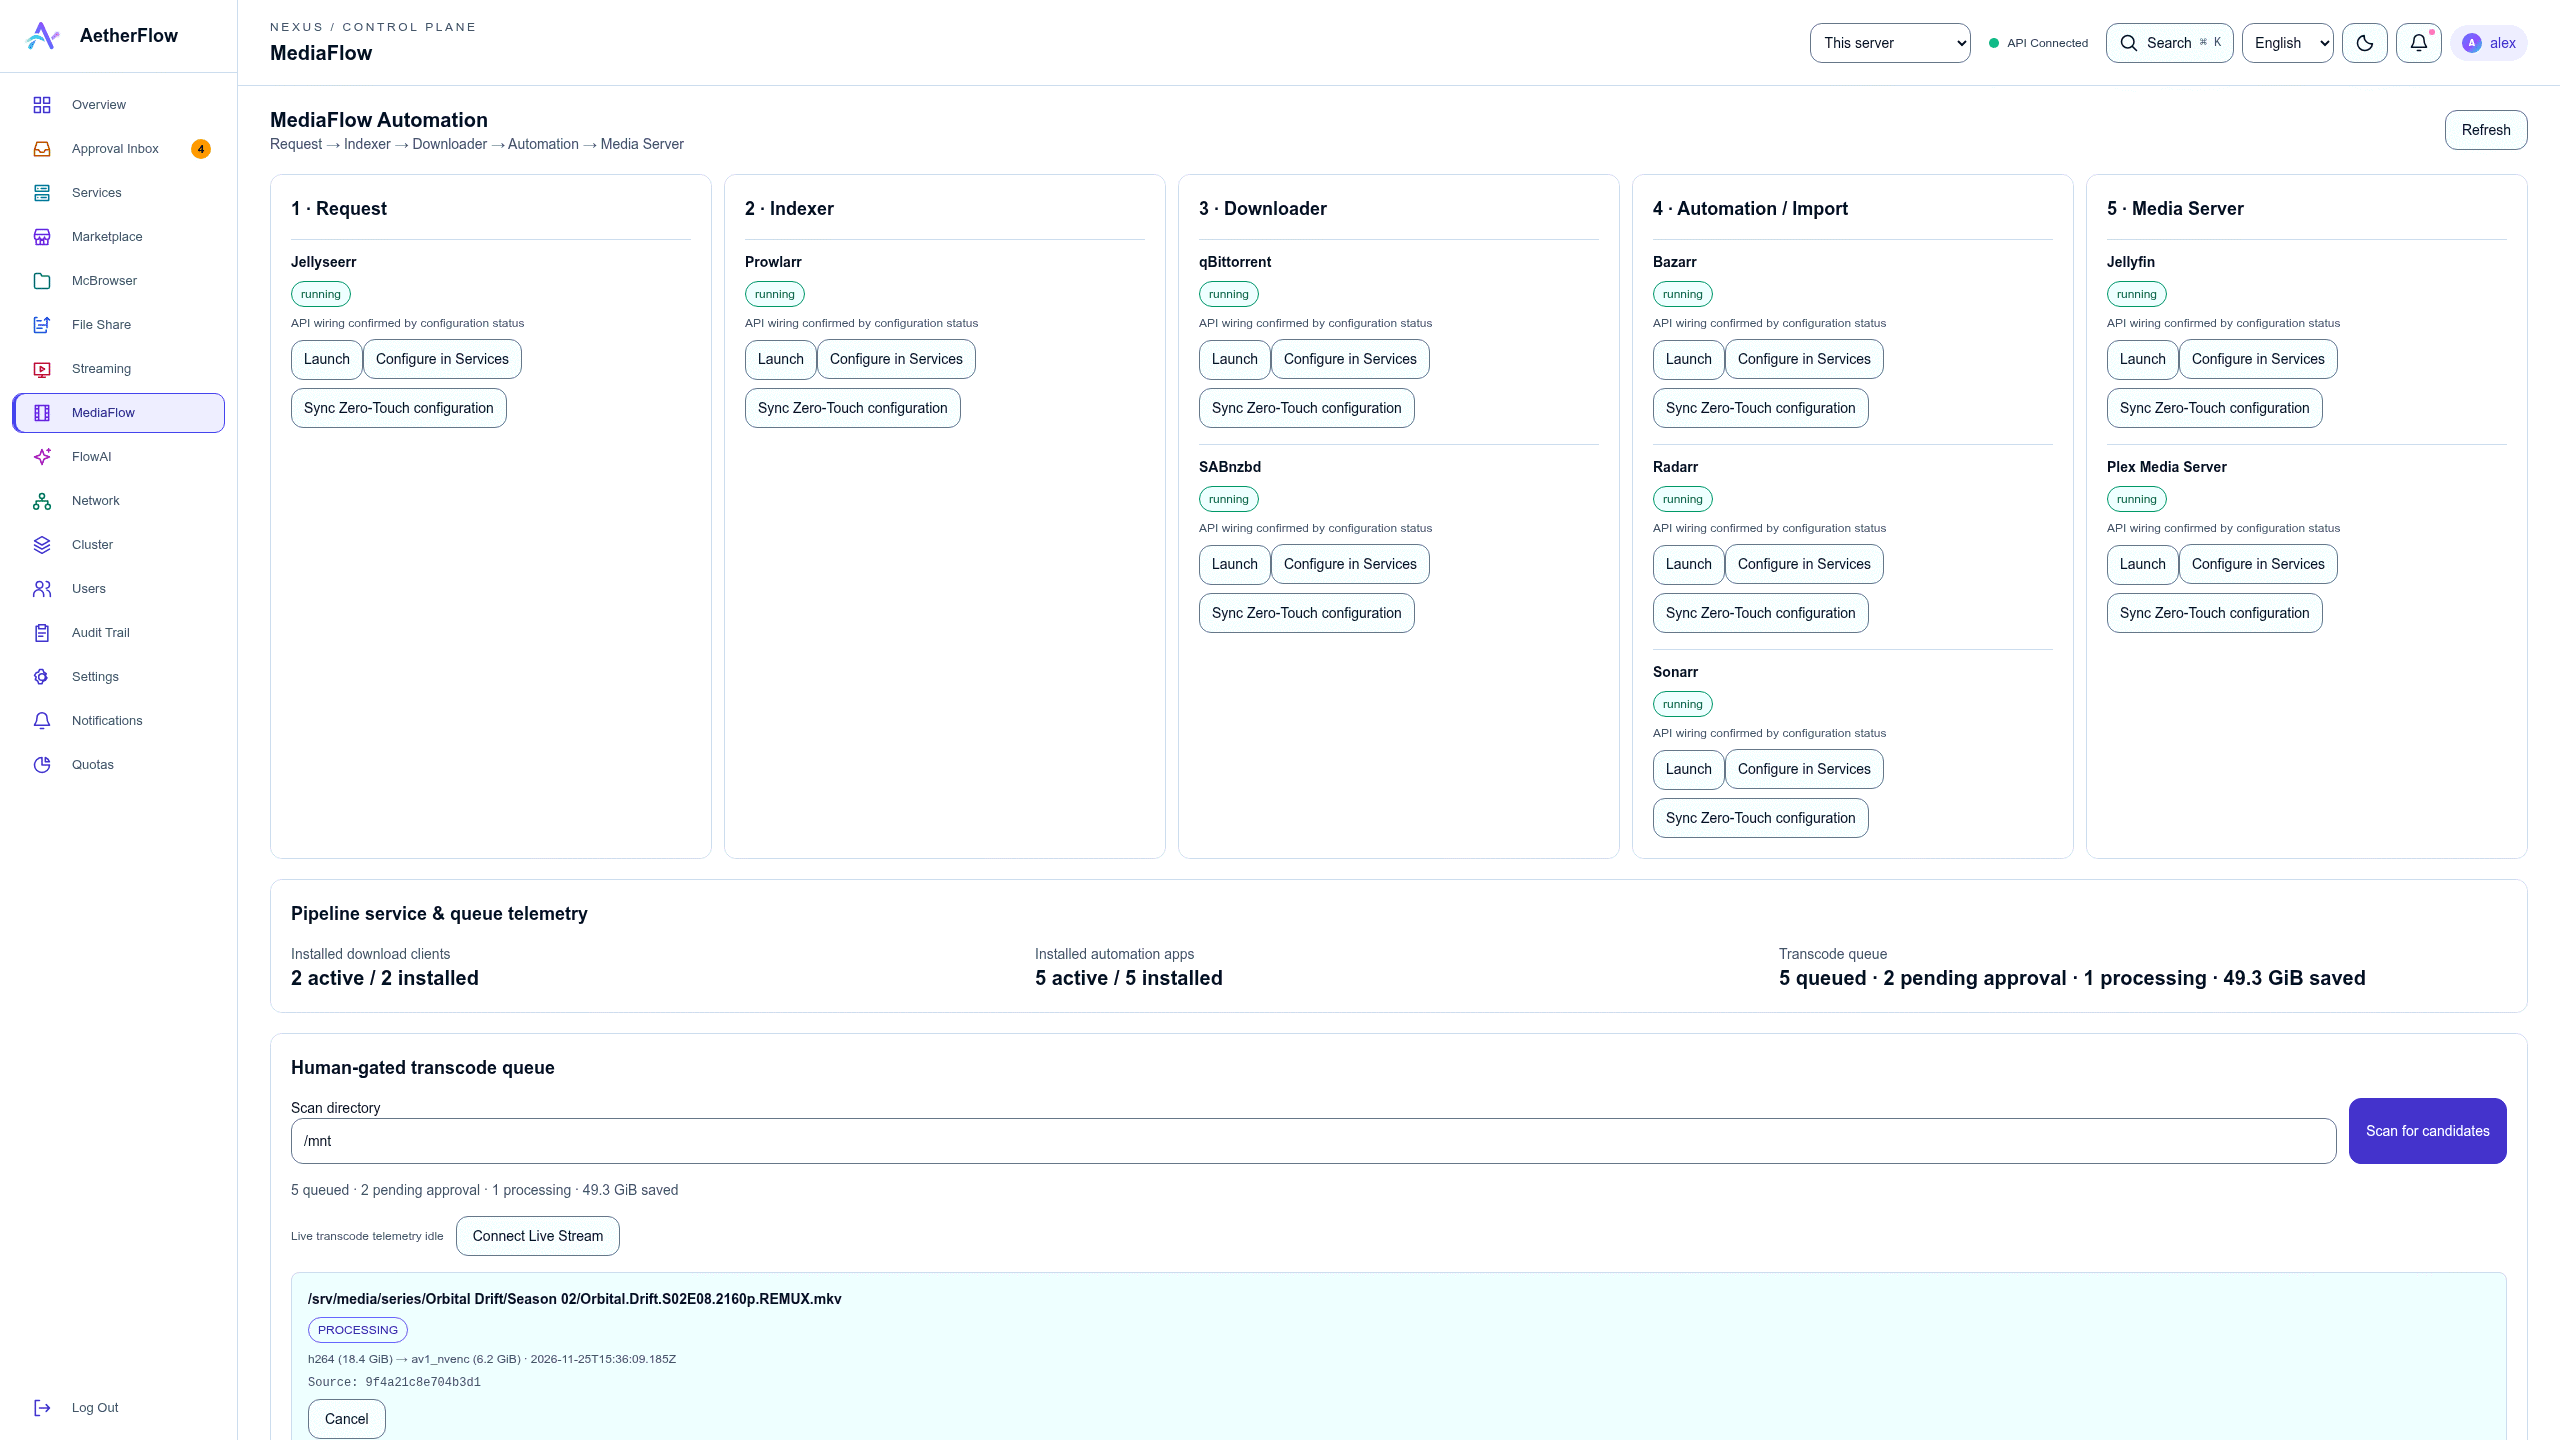 AetherFlow
Overview
Approval Inbox 4
Services
Marketplace
McBrowser
File Share
Streaming
MediaFlow
FlowAI
Network
Cluster
Users
Audit Trail
Settings
Notifications
Quotas
Log Out
NEXUS / CONTROL PLANE
MediaFlow
This server
API Connected
Search ⌘ K
English
A alex
MediaFlow Automation
Request → Indexer → Downloader → Automation → Media Server
Refresh
1 · Request
Jellyseerr
running
API wiring confirmed by configuration status
Launch Configure in Services
Sync Zero-Touch configuration
2 · Indexer
Prowlarr
running
API wiring confirmed by configuration status
Launch Configure in Services
Sync Zero-Touch configuration
3 · Downloader
qBittorrent
running
API wiring confirmed by configuration status
Launch Configure in Services
Sync Zero-Touch configuration
SABnzbd
running
API wiring confirmed by configuration status
Launch Configure in Services
Sync Zero-Touch configuration
4 · Automation / Import
Bazarr
running
API wiring confirmed by configuration status
Launch Configure in Services
Sync Zero-Touch configuration
Radarr
running
API wiring confirmed by configuration status
Launch Configure in Services
Sync Zero-Touch configuration
Sonarr
running
API wiring confirmed by configuration status
Launch Configure in Services
Sync Zero-Touch configuration
5 · Media Server
Jellyfin
running
API wiring confirmed by configuration status
Launch Configure in Services
Sync Zero-Touch configuration
Plex Media Server
running
API wiring confirmed by configuration status
Launch Configure in Services
Sync Zero-Touch configuration
Pipeline service & queue telemetry
Installed download clients
2 active / 2 installed
Installed automation apps
5 active / 5 installed
Transcode queue
5 queued · 2 pending approval · 1 processing · 49.3 GiB saved
Human-gated transcode queue
Scan directory
/mnt
Scan for candidates
5 queued · 2 pending approval · 1 processing · 49.3 GiB saved
Live transcode telemetry idle Connect Live Stream
/srv/media/series/Orbital Drift/Season 02/Orbital.Drift.S02E08.2160p.REMUX.mkv
PROCESSING
h264 (18.4 GiB) → av1_nvenc (6.2 GiB) · 2026-11-25T15:36:09.185Z
Source: 9f4a21c8e704b3d1
Cancel